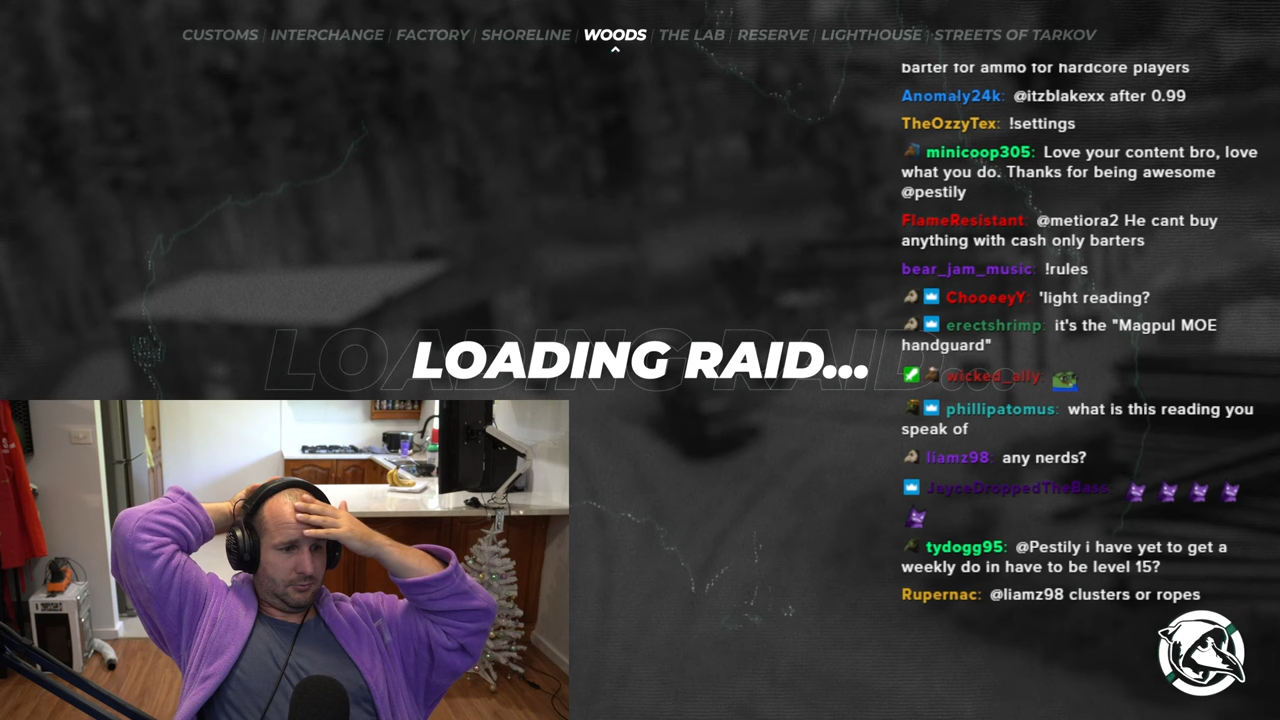 CUSTOMS | INTERCHANGE | FACTORY | SHORELINE | WOODS | THE LAB | RESERVE | LIGHTHOUSE | STREETS OF TARKOV
barter for ammo for hardcore players
Anomaly24k: @itzblakexx after 0.99
TheOzzyTex: !settings
minicoop305: Love your content bro, love
what you do. Thanks for being awesome
@pestily
FlameResistant: @metiora2 He cant buy
anything with cash only barters
bear_jam_music: !rules
ChooeeyY: 'light reading?
erectshrimp: it's the "Magpul MOE
handguard"
wicked_ally:
phillipatomus: what is this reading you
speak of
liamz98: any nerds?
JayceDroppedTheBass:
tydogg95: @Pestily i have yet to get a
weekly do in have to be level 15?
Rupernac: @liamz98 clusters or ropes
LOADING RAID...
LOADING RAID...